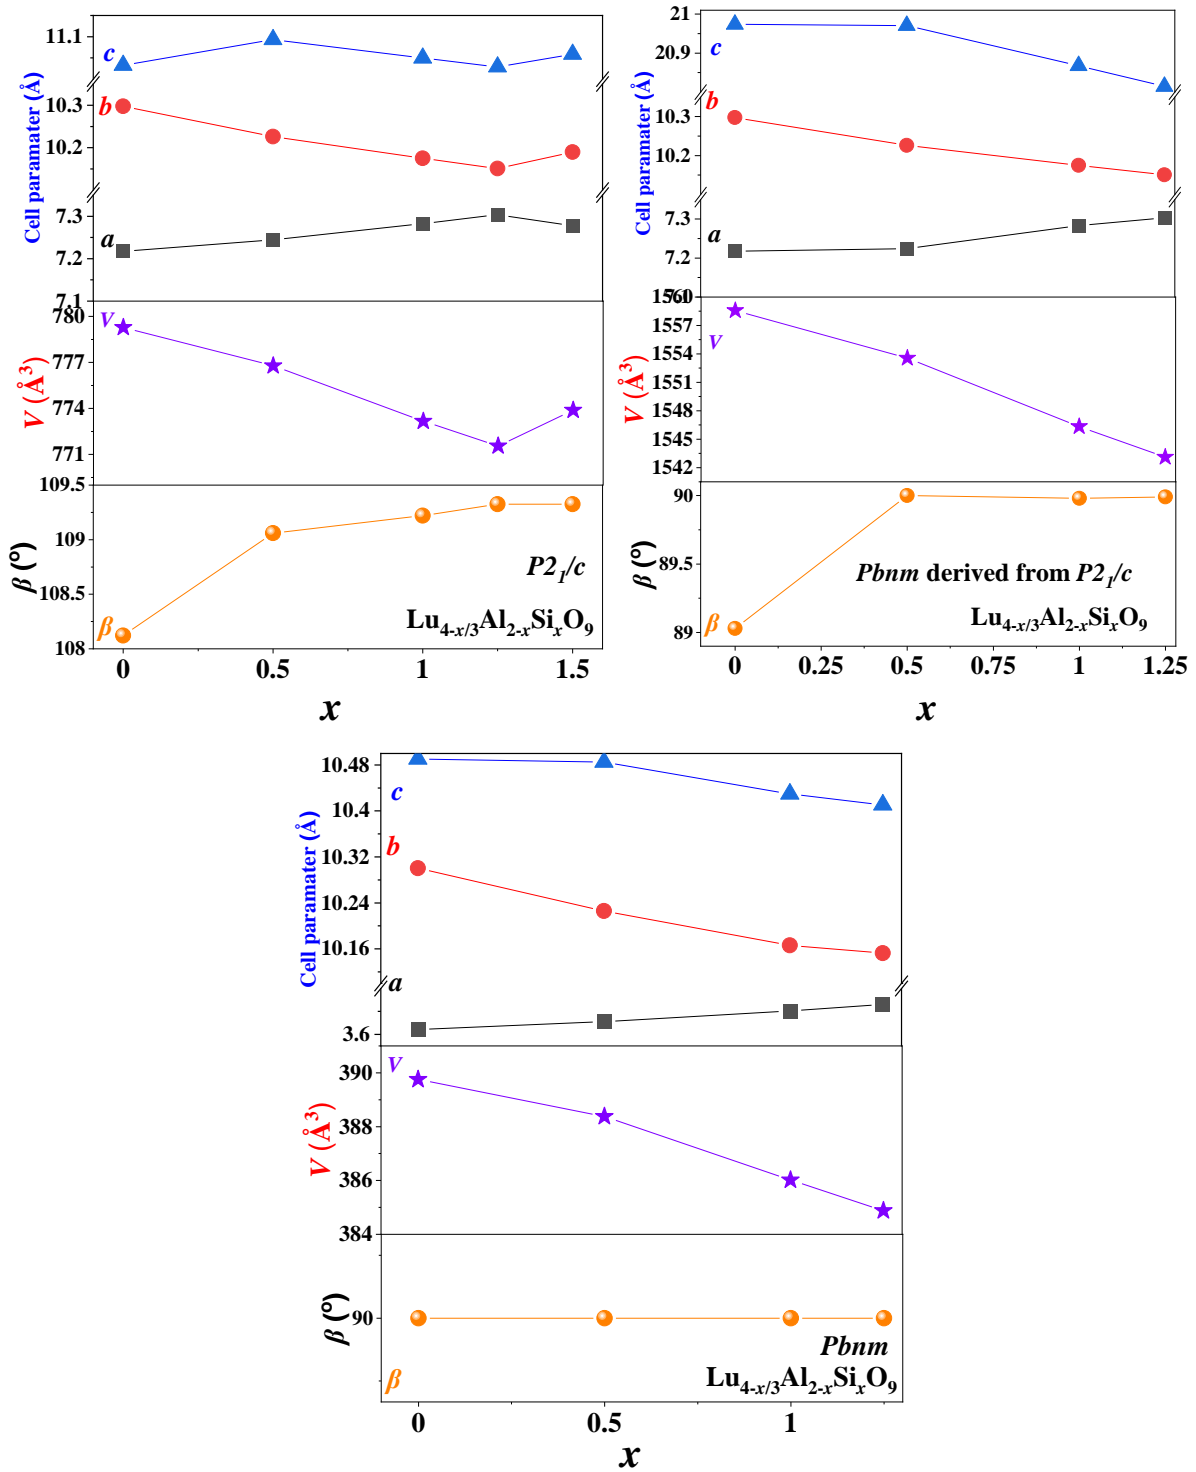 11.1
c
b
10.3
10.2
7.3
a
7.2
7.1
Cell paramater (Å)
780
V
777
774
771
V (Å³)
109.5
109
108.5
108
β (°)
β
P2₁/c
Lu₄₋ₓ/₃Al₂₋ₓSiₓO₉
0 0.5 1 1.5
x
21
c
20.9
b
10.3
10.2
7.3
a
7.2
7.1
Cell paramater (Å)
1560
1557
V
1554
1551
1548
1545
1542
V (Å³)
90
89.5
89
β (°)
β
Pbnm derived from P2₁/c
Lu₄₋ₓ/₃Al₂₋ₓSiₓO₉
0 0.25 0.5 0.75 1 1.25
x
10.48
c
10.4
b
10.32
10.24
10.16
a
3.6
Cell paramater (Å)
V
390
388
386
384
V (Å³)
90
β (°)
β
Pbnm
Lu₄₋ₓ/₃Al₂₋ₓSiₓO₉
0 0.5 1
x